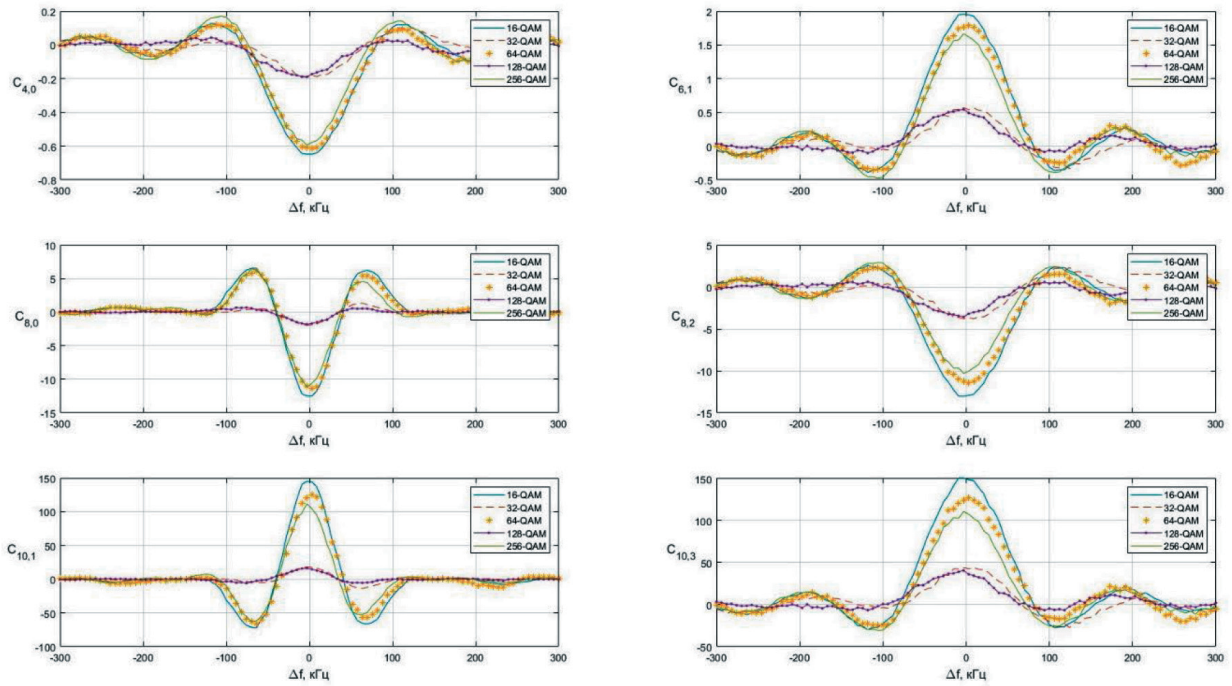 0.2
0
-0.2
-0.4
-0.6
-0.8
C4,0
-300 -200 -100 0 100 200 300
Δf, кГц
16-QAM
32-QAM
64-QAM
128-QAM
256-QAM
2
1.5
1
0.5
0
-0.5
C6,1
-300 -200 -100 0 100 200 300
Δf, кГц
16-QAM
32-QAM
64-QAM
128-QAM
256-QAM
10
5
0
-5
-10
-15
C8,0
-300 -200 -100 0 100 200 300
Δf, кГц
16-QAM
32-QAM
64-QAM
128-QAM
256-QAM
5
0
-5
-10
-15
C8,2
-300 -200 -100 0 100 200 300
Δf, кГц
16-QAM
32-QAM
64-QAM
128-QAM
256-QAM
150
100
50
0
-50
-100
C10,1
-300 -200 -100 0 100 200 300
Δf, кГц
16-QAM
32-QAM
64-QAM
128-QAM
256-QAM
150
100
50
0
-50
C10,3
-300 -200 -100 0 100 200 300
Δf, кГц
16-QAM
32-QAM
64-QAM
128-QAM
256-QAM